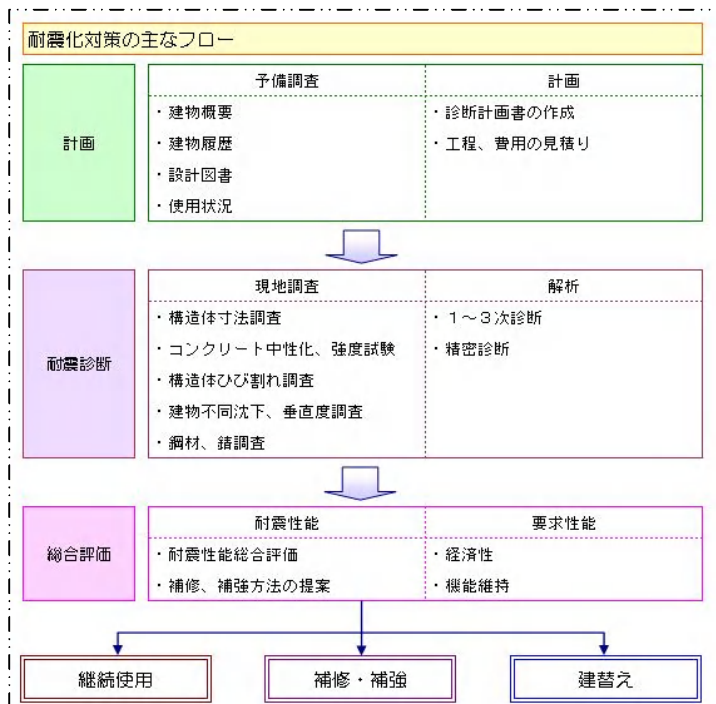 耐震化対策の主なフロー
計画
予備調査
・建物概要
・建物履歴
・設計図書
・使用状況
計画
・診断計画書の作成
・工程、費用の見積り
耐震診断
現地調査
・構造体寸法調査
・コンクリート中性化、強度試験
・構造体ひび割れ調査
・建物不同沈下、垂直度調査
・鋼材、錆調査
解析
・１～３次診断
・精密診断
総合評価
耐震性能
・耐震性能総合評価
・補修、補強方法の提案
要求性能
・経済性
・機能維持
継続使用
補修・補強
建替え